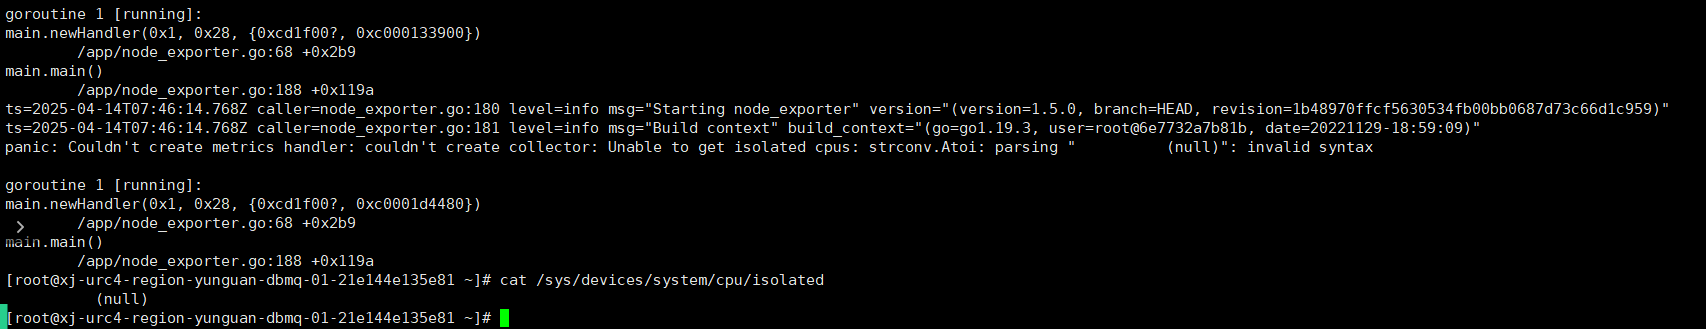 goroutine 1 [running]:
main.newHandler(0x1, 0x28, {0xcd1f00?, 0xc000133900})
        /app/node_exporter.go:68 +0x2b9
main.main()
        /app/node_exporter.go:188 +0x119a
ts=2025-04-14T07:46:14.768Z caller=node_exporter.go:180 level=info msg="Starting node_exporter" version="(version=1.5.0, branch=HEAD, revision=1b48970ffcf5630534fb00bb0687d73c66d1c959)"
ts=2025-04-14T07:46:14.768Z caller=node_exporter.go:181 level=info msg="Build context" build_context="(go=go1.19.3, user=root@6e7732a7b81b, date=20221129-18:59:09)"
panic: Couldn't create metrics handler: couldn't create collector: Unable to get isolated cpus: strconv.Atoi: parsing "          (null)": invalid syntax
goroutine 1 [running]:
main.newHandler(0x1, 0x28, {0xcd1f00?, 0xc0001d4480})
        /app/node_exporter.go:68 +0x2b9
main.main()
        /app/node_exporter.go:188 +0x119a
[root@xj-urc4-region-yunguan-dbmq-01-21e144e135e81 ~]# cat /sys/devices/system/cpu/isolated
          (null)
[root@xj-urc4-region-yunguan-dbmq-01-21e144e135e81 ~]#